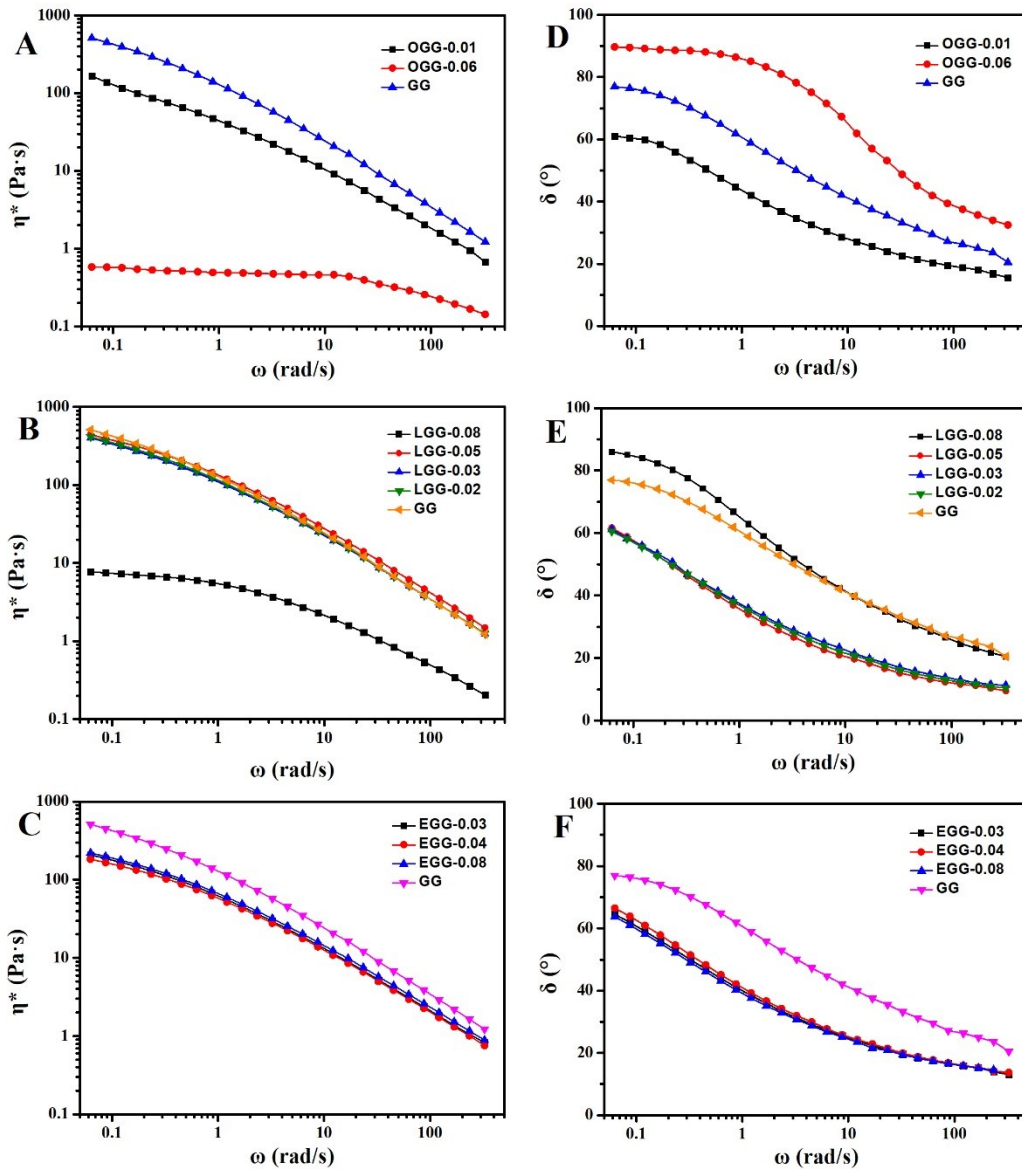 A
1000
100
10
1
0.1
η* (Pa·s)
OGG-0.01
OGG-0.06
GG
0.1
1
10
100
ω (rad/s)
D
100
80
60
40
20
0
δ (°)
OGG-0.01
OGG-0.06
GG
0.1
1
10
100
ω (rad/s)
B
1000
100
10
1
0.1
η* (Pa·s)
LGG-0.08
LGG-0.05
LGG-0.03
LGG-0.02
GG
0.1
1
10
100
ω (rad/s)
E
100
80
60
40
20
0
δ (°)
LGG-0.08
LGG-0.05
LGG-0.03
LGG-0.02
GG
0.1
1
10
100
ω (rad/s)
C
1000
100
10
1
0.1
η* (Pa·s)
EGG-0.03
EGG-0.04
EGG-0.08
GG
0.1
1
10
100
ω (rad/s)
F
100
80
60
40
20
0
δ (°)
EGG-0.03
EGG-0.04
EGG-0.08
GG
0.1
1
10
100
ω (rad/s)